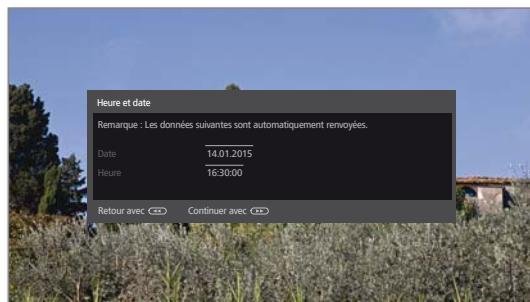 Heure et date
Remarque : Les données suivantes sont automatiquement renvoyées.
Date 14.01.2015
Heure 16:30:00
Retour avec ◀◀ Continuer avec ▶▶